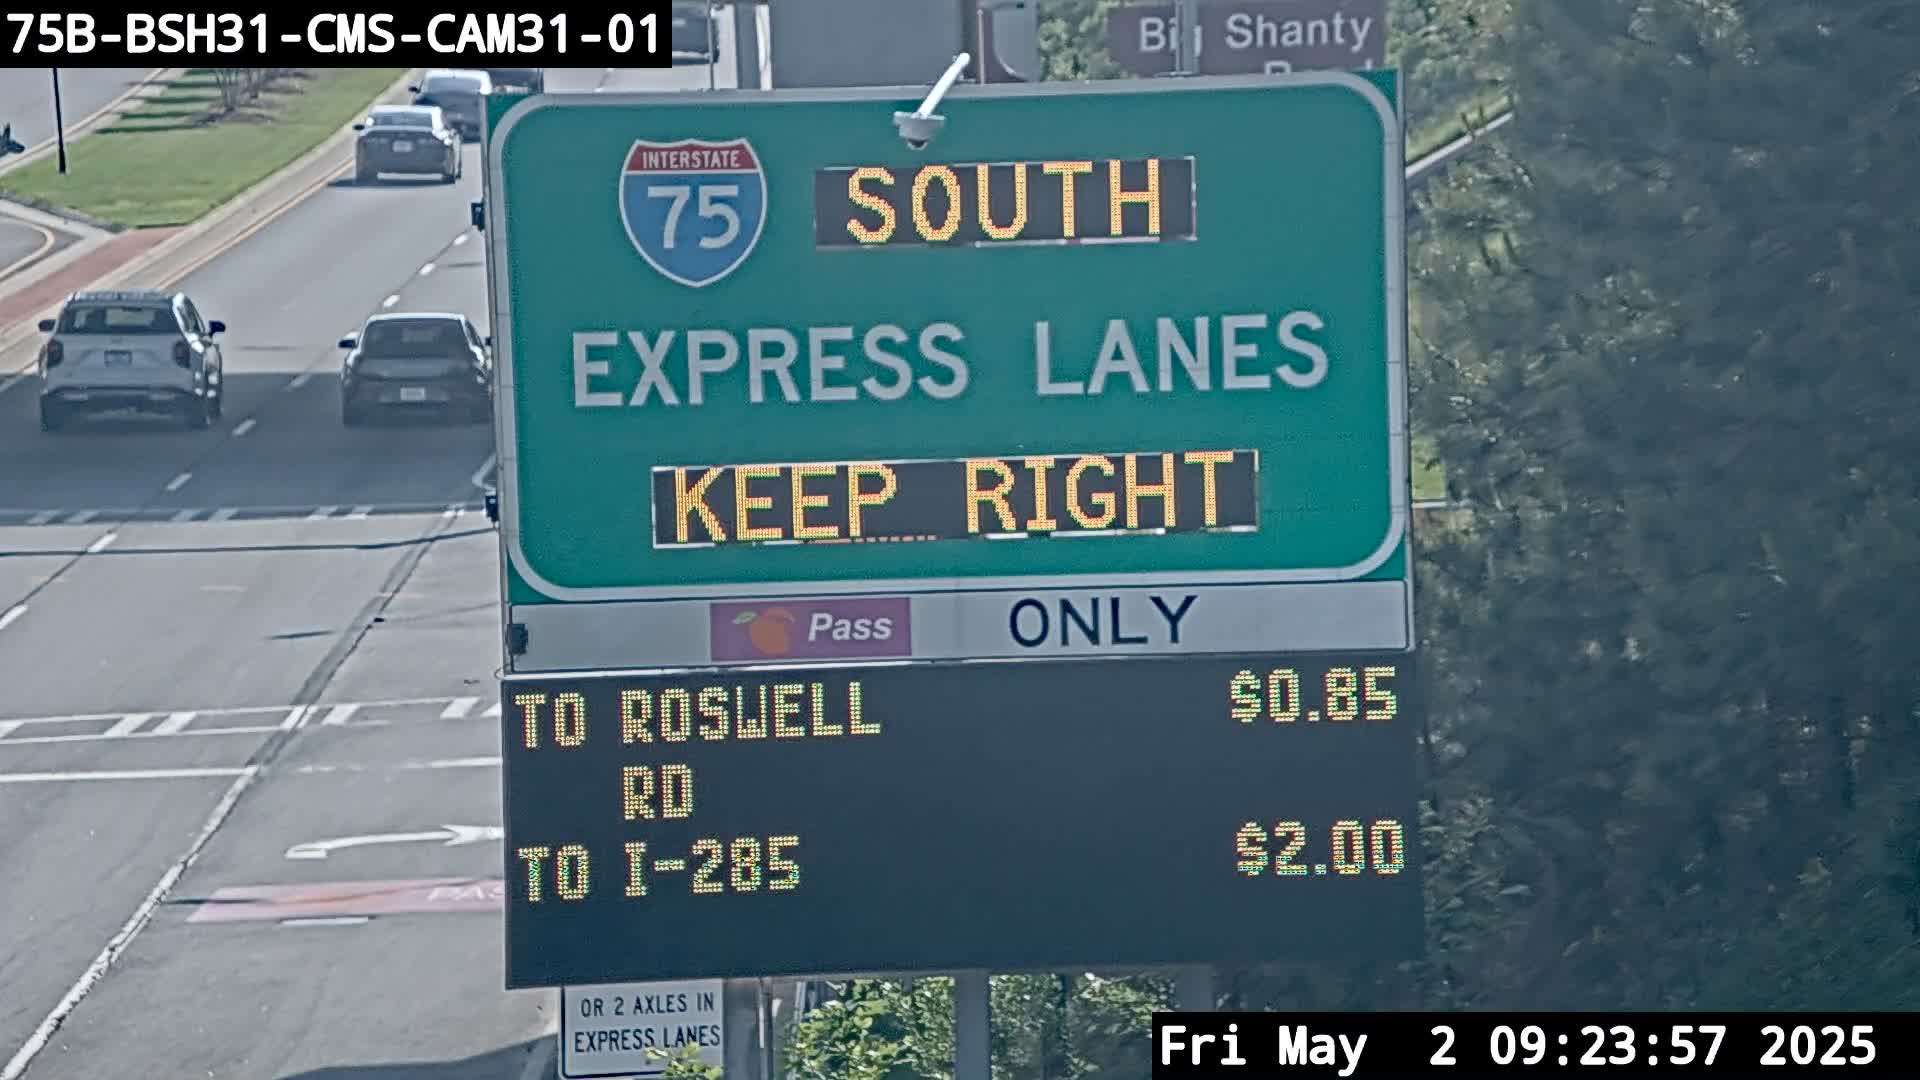 75B-BSH31-CMS-CAM31-01
Big Shanty
INTERSTATE
75
SOUTH
EXPRESS LANES
KEEP RIGHT
Pass ONLY
TO ROSWELL $0.85
RD
TO I-285 $2.00
OR 2 AXLES IN
EXPRESS LANES
Fri May 2 09:23:57 2025